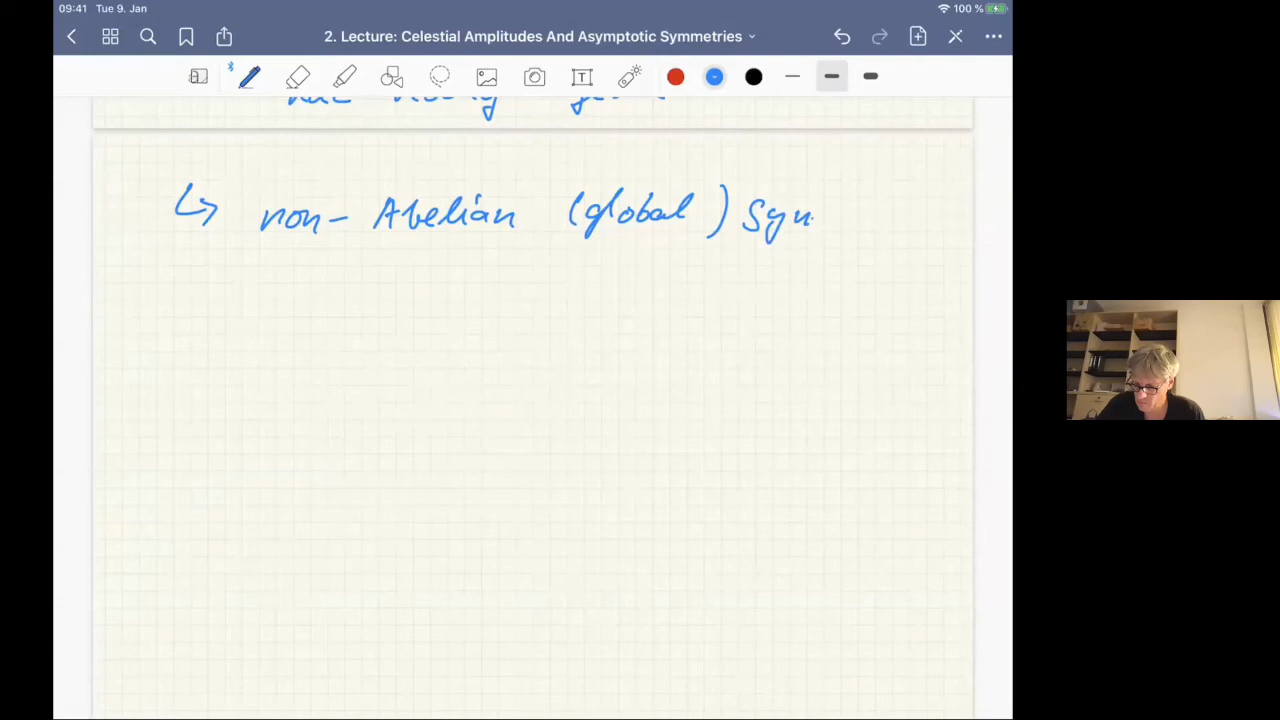 09:41 Tue 9. Jan 100 %
2. Lecture: Celestial Amplitudes And Asymptotic Symmetries
T
↳ non-Abelian (global) Sym